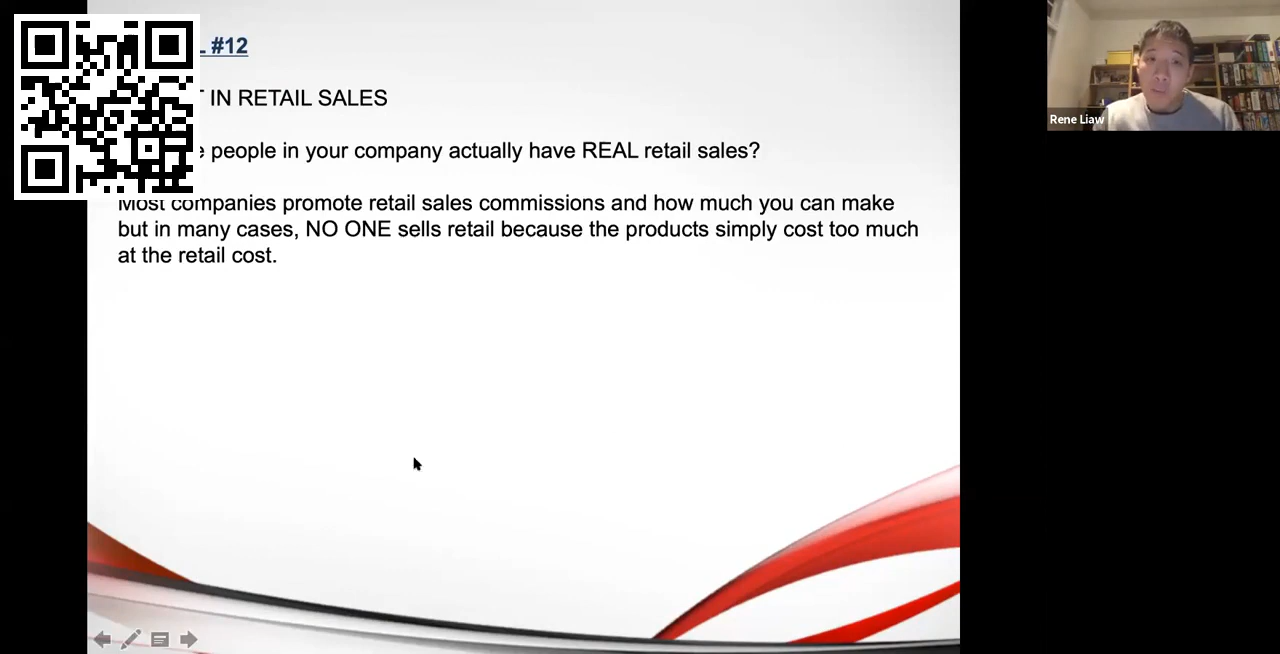 #12
IN RETAIL SALES
people in your company actually have REAL retail sales?
Most companies promote retail sales commissions and how much you can make
but in many cases, NO ONE sells retail because the products simply cost too much
at the retail cost.
Rene Liaw